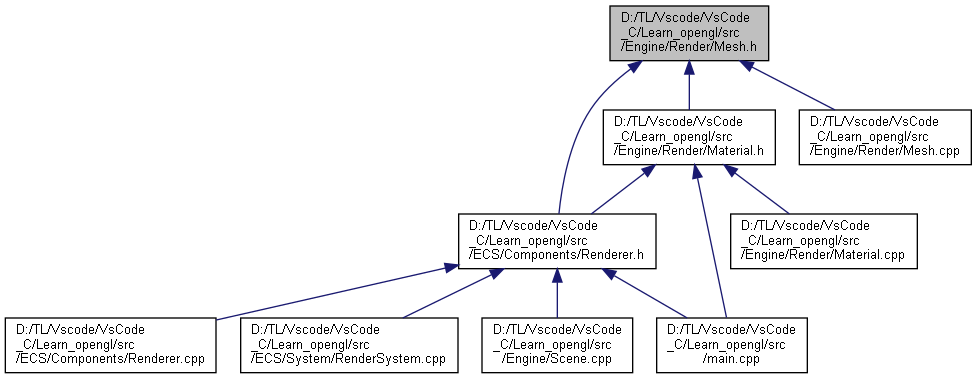 D:/TL/Vscode/VsCode
_C/Learn_opengl/src
/Engine/Render/Mesh.h
D:/TL/Vscode/VsCode
_C/Learn_opengl/src
/Engine/Render/Material.h
D:/TL/Vscode/VsCode
_C/Learn_opengl/src
/Engine/Render/Mesh.cpp
D:/TL/Vscode/VsCode
_C/Learn_opengl/src
/ECS/Components/Renderer.h
D:/TL/Vscode/VsCode
_C/Learn_opengl/src
/Engine/Render/Material.cpp
D:/TL/Vscode/VsCode
_C/Learn_opengl/src
/ECS/Components/Renderer.cpp
D:/TL/Vscode/VsCode
_C/Learn_opengl/src
/ECS/System/RenderSystem.cpp
D:/TL/Vscode/VsCode
_C/Learn_opengl/src
/Engine/Scene.cpp
D:/TL/Vscode/VsCode
_C/Learn_opengl/src
/main.cpp